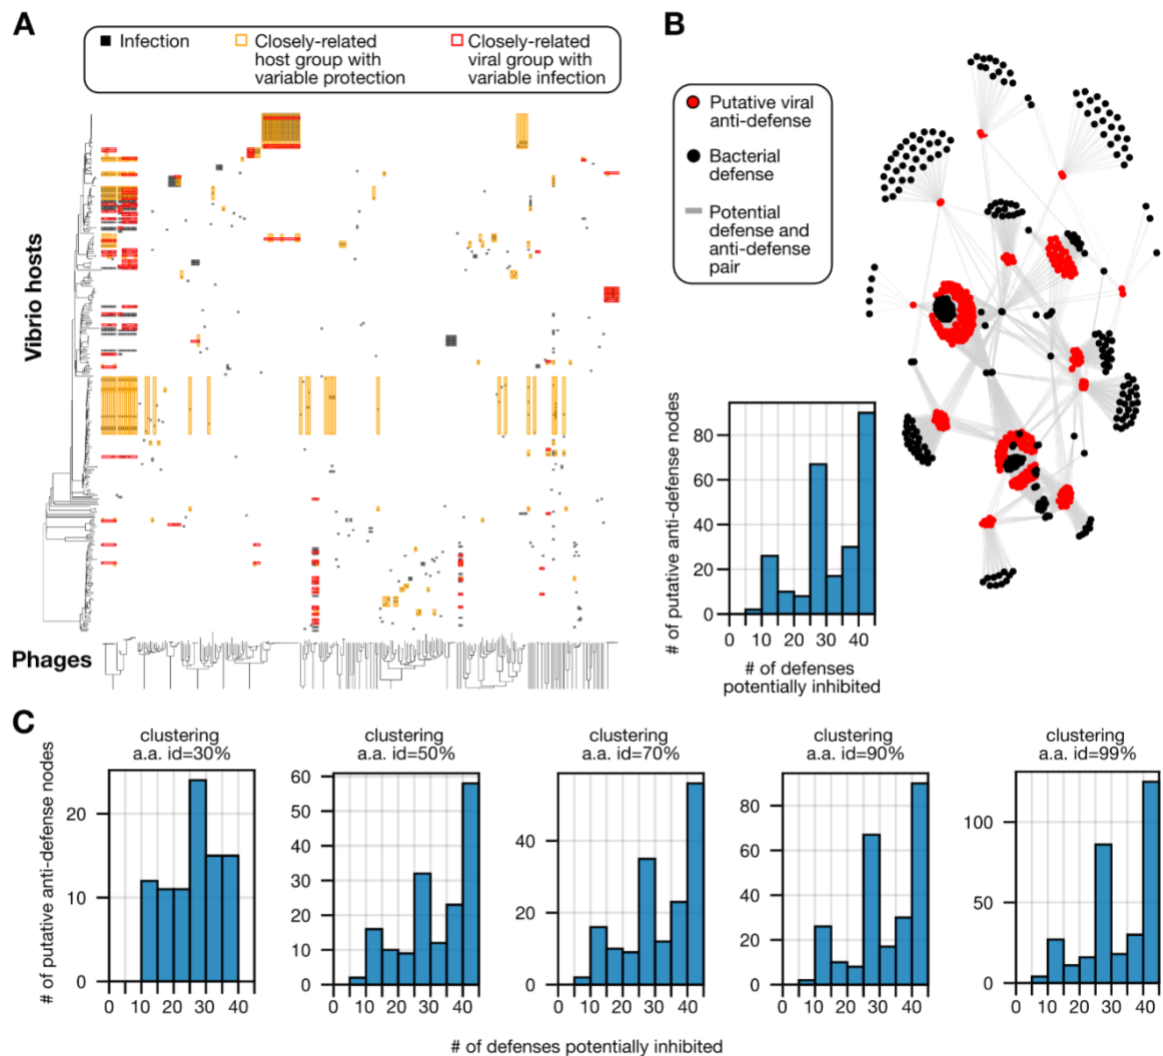 A
Infection
Closely-related
host group with
variable protection
Closely-related
viral group with
variable infection
Vibrio hosts
Phages
B
Putative viral
anti-defense
Bacterial
defense
Potential
defense and
anti-defense
pair
# of putative anti-defense nodes
80
60
40
20
0
0 10 20 30 40
# of defenses
potentially inhibited
C
# of putative anti-defense nodes
clustering
a.a. id=30%
20
10
0
0 10 20 30 40
clustering
a.a. id=50%
60
50
40
30
20
10
0
0 10 20 30 40
clustering
a.a. id=70%
40
20
0
0 10 20 30 40
clustering
a.a. id=90%
80
60
40
20
0
0 10 20 30 40
clustering
a.a. id=99%
100
50
0
0 10 20 30 40
# of defenses potentially inhibited